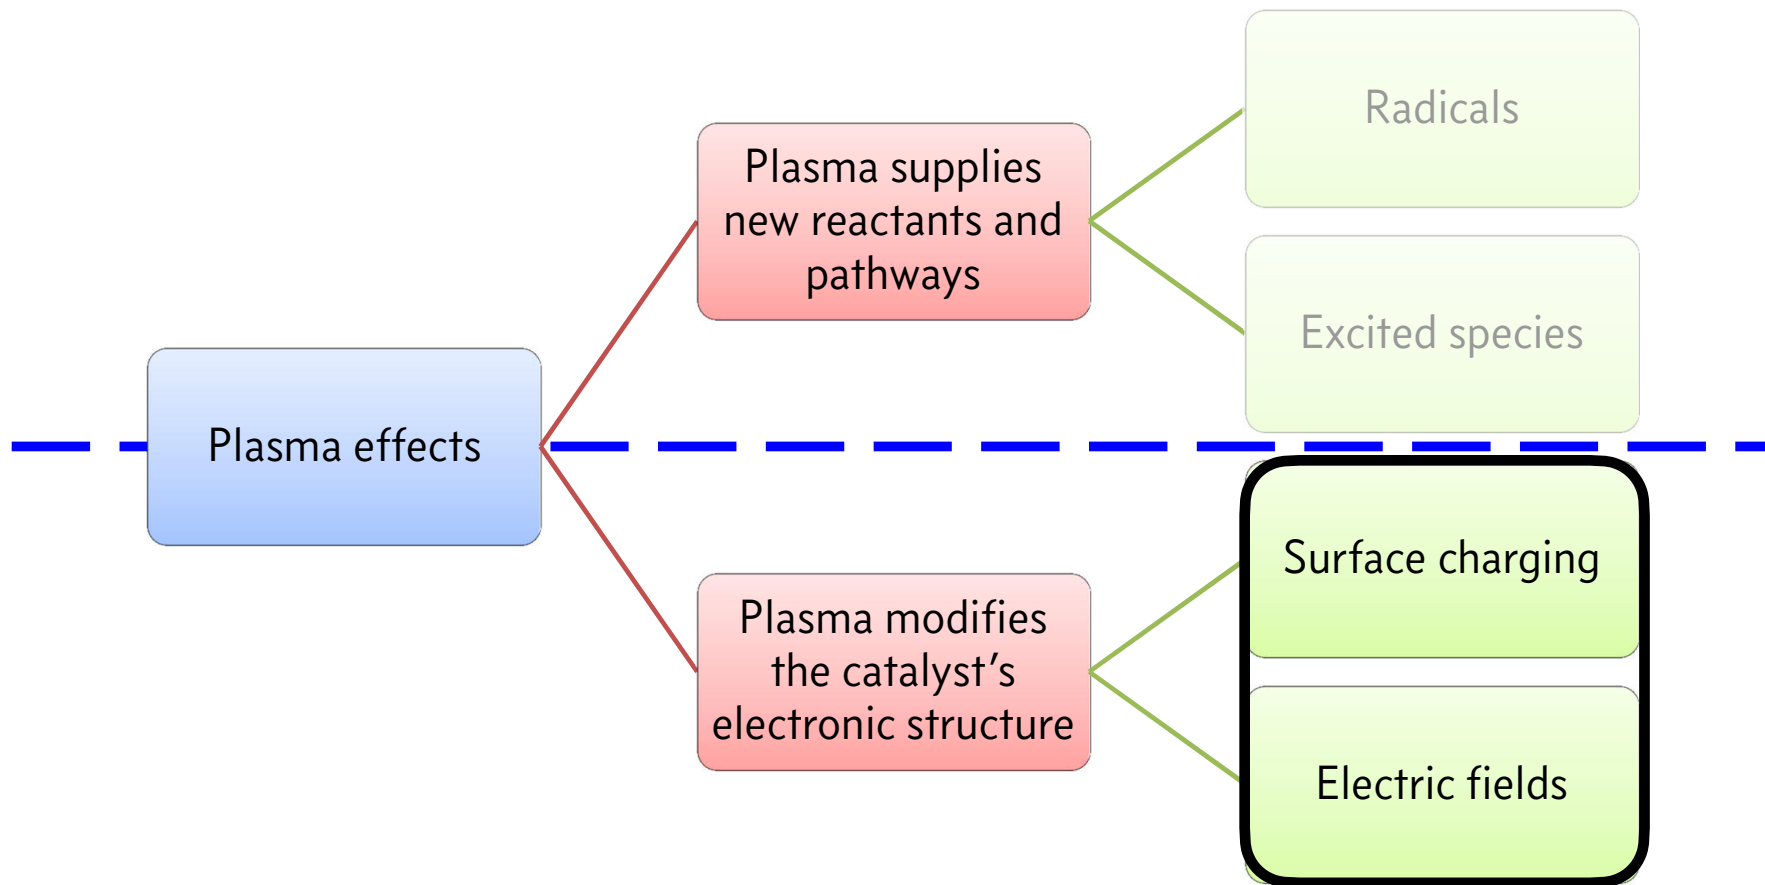 Plasma effects
Plasma supplies
new reactants and
pathways
Radicals
Excited species
Plasma modifies
the catalyst’s
electronic structure
Surface charging
Electric fields